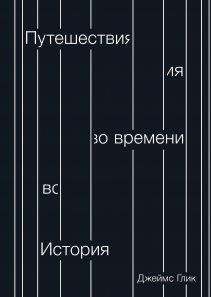 Путешествия
ия
во времени
во
История
Джеймс Глик